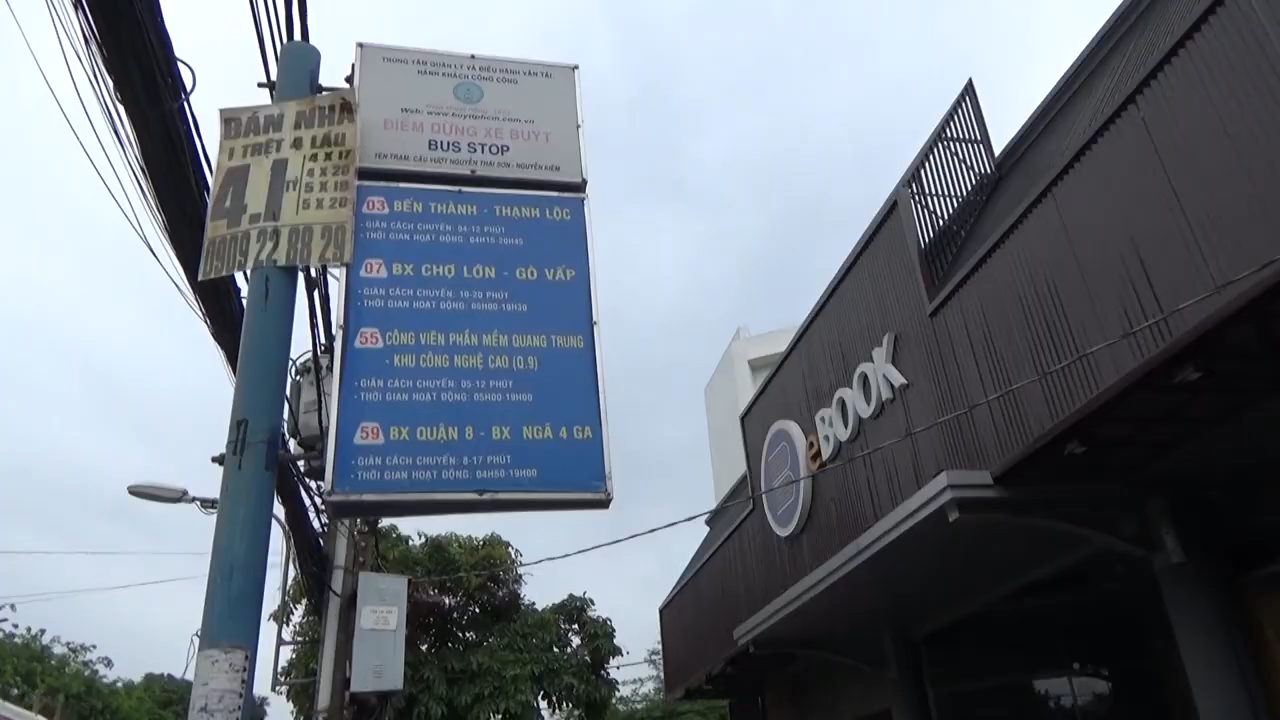 BÁN NHÀ
1 TRỆT 4 LẦU
4.1 TỶ
4 X 17
4 X 20
5 X 18
5 X 20
0909 22 88 29
TRUNG TÂM QUẢN LÝ VÀ ĐIỀU HÀNH VẬN TẢI
HÀNH KHÁCH CÔNG CỘNG
Web: www.buyttphcm.com.vn
ĐIỂM DỪNG XE BUÝT
BUS STOP
TÊN TRẠM: CẦU VƯỢT NGUYỄN THÁI SƠN - NGUYỄN KIỆM
03 BẾN THÀNH - THẠNH LỘC
- GIÃN CÁCH CHUYẾN: 04-12 PHÚT
- THỜI GIAN HOẠT ĐỘNG: 04H15-20H45
07 BX CHỢ LỚN - GÒ VẤP
- GIÃN CÁCH CHUYẾN: 10-20 PHÚT
- THỜI GIAN HOẠT ĐỘNG: 05H00-19H30
55 CÔNG VIÊN PHẦN MỀM QUANG TRUNG
- KHU CÔNG NGHỆ CAO (Q.9)
- GIÃN CÁCH CHUYẾN: 05-12 PHÚT
- THỜI GIAN HOẠT ĐỘNG: 05H00-19H00
59 BX QUẬN 8 - BX NGÃ 4 GA
- GIÃN CÁCH CHUYẾN: 8-17 PHÚT
- THỜI GIAN HOẠT ĐỘNG: 04H50-19H00
eBOOK